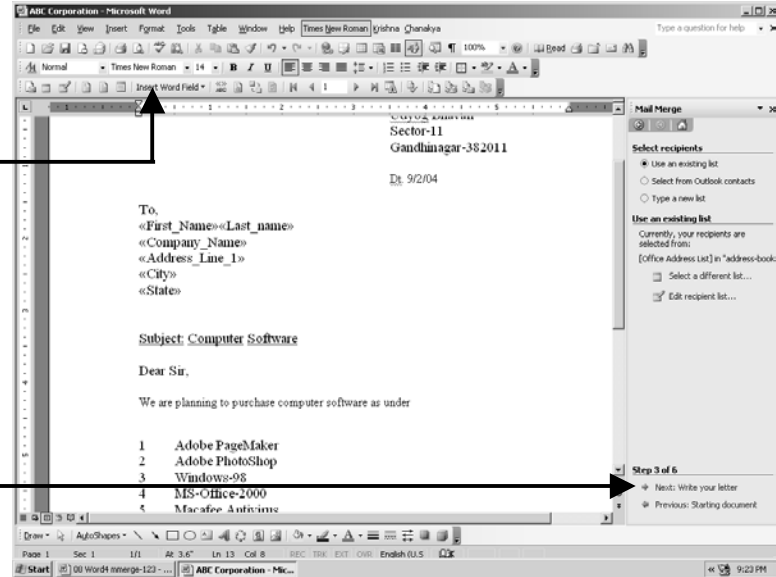 ABC Corporation - Microsoft Word
File Edit View Insert Format Tools Table Window Help Times New Roman Krishna Chanakya
Type a question for help
100%
Read
Normal
Times New Roman
14
B I U
Insert Word Field
1
Mail Merge
Sector-11
Gandhinagar-382011
Dt. 9/2/04
To,
«First_Name»«Last_name»
«Company_Name»
«Address_Line_1»
«City»
«State»
Subject: Computer Software
Dear Sir,
We are planning to purchase computer software as under
1 Adobe PageMaker
2 Adobe PhotoShop
3 Windows-98
4 MS-Office-2000
5 Macafee Antivirus
Select recipients
Use an existing list
Select from Outlook contacts
Type a new list
Use an existing list
Currently, your recipients are
selected from:
[Office Address List] in "address-book
Select a different list...
Edit recipient list...
Step 3 of 6
Next: Write your letter
Previous: Starting document
Draw AutoShapes
Page 1 Sec 1 1/1 At 3.6" Ln 13 Col 8 REC TRK EXT OVR English (U.S
Start
08 Word4 mmerge-123 - ...
ABC Corporation - Mic...
9:23 PM